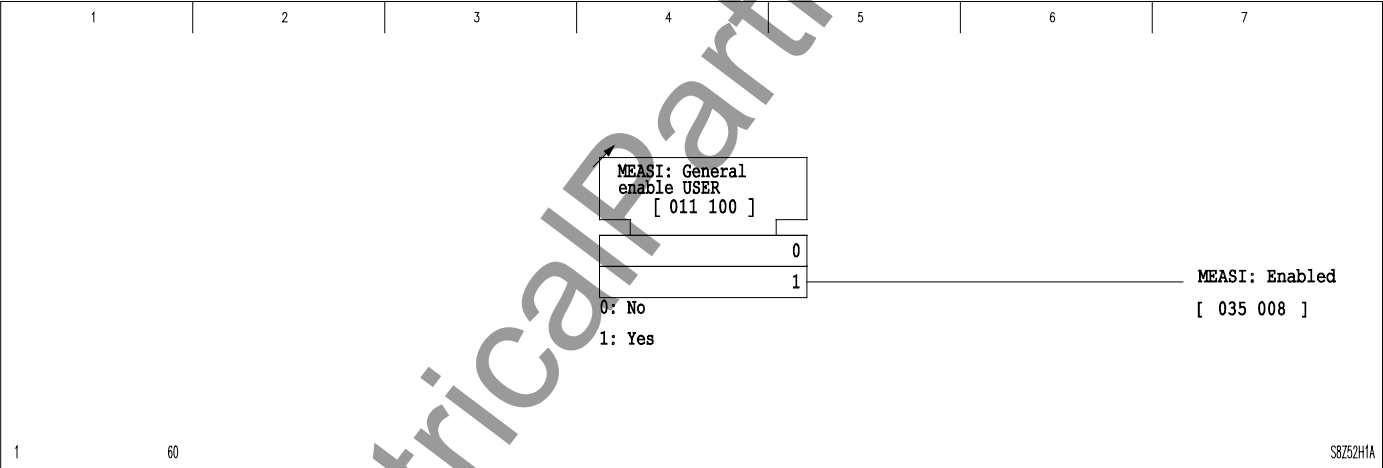 1 2 3 4 5 6 7
MEASI: General
enable USER
[ 011 100 ]
0
1
MEASI: Enabled
[ 035 008 ]
0: No
1: Yes
1 60 S8Z52H1A
tricalPart